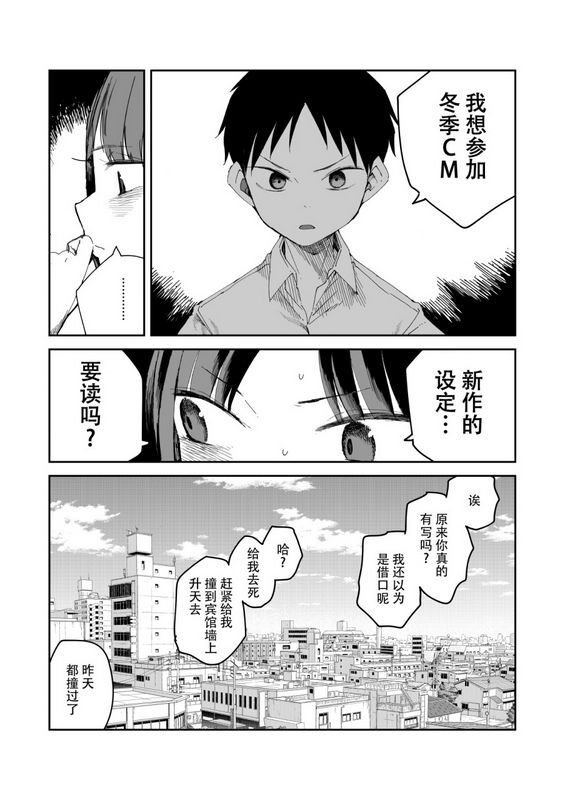 我想参加
冬季CM
………
新作的
设定…
要读吗?
诶
原来你真的
有写吗?
我还以为
是借口呢
哈?
给我去死
赶紧给我
撞到宾馆墙上
升天去
昨天
都撞过了